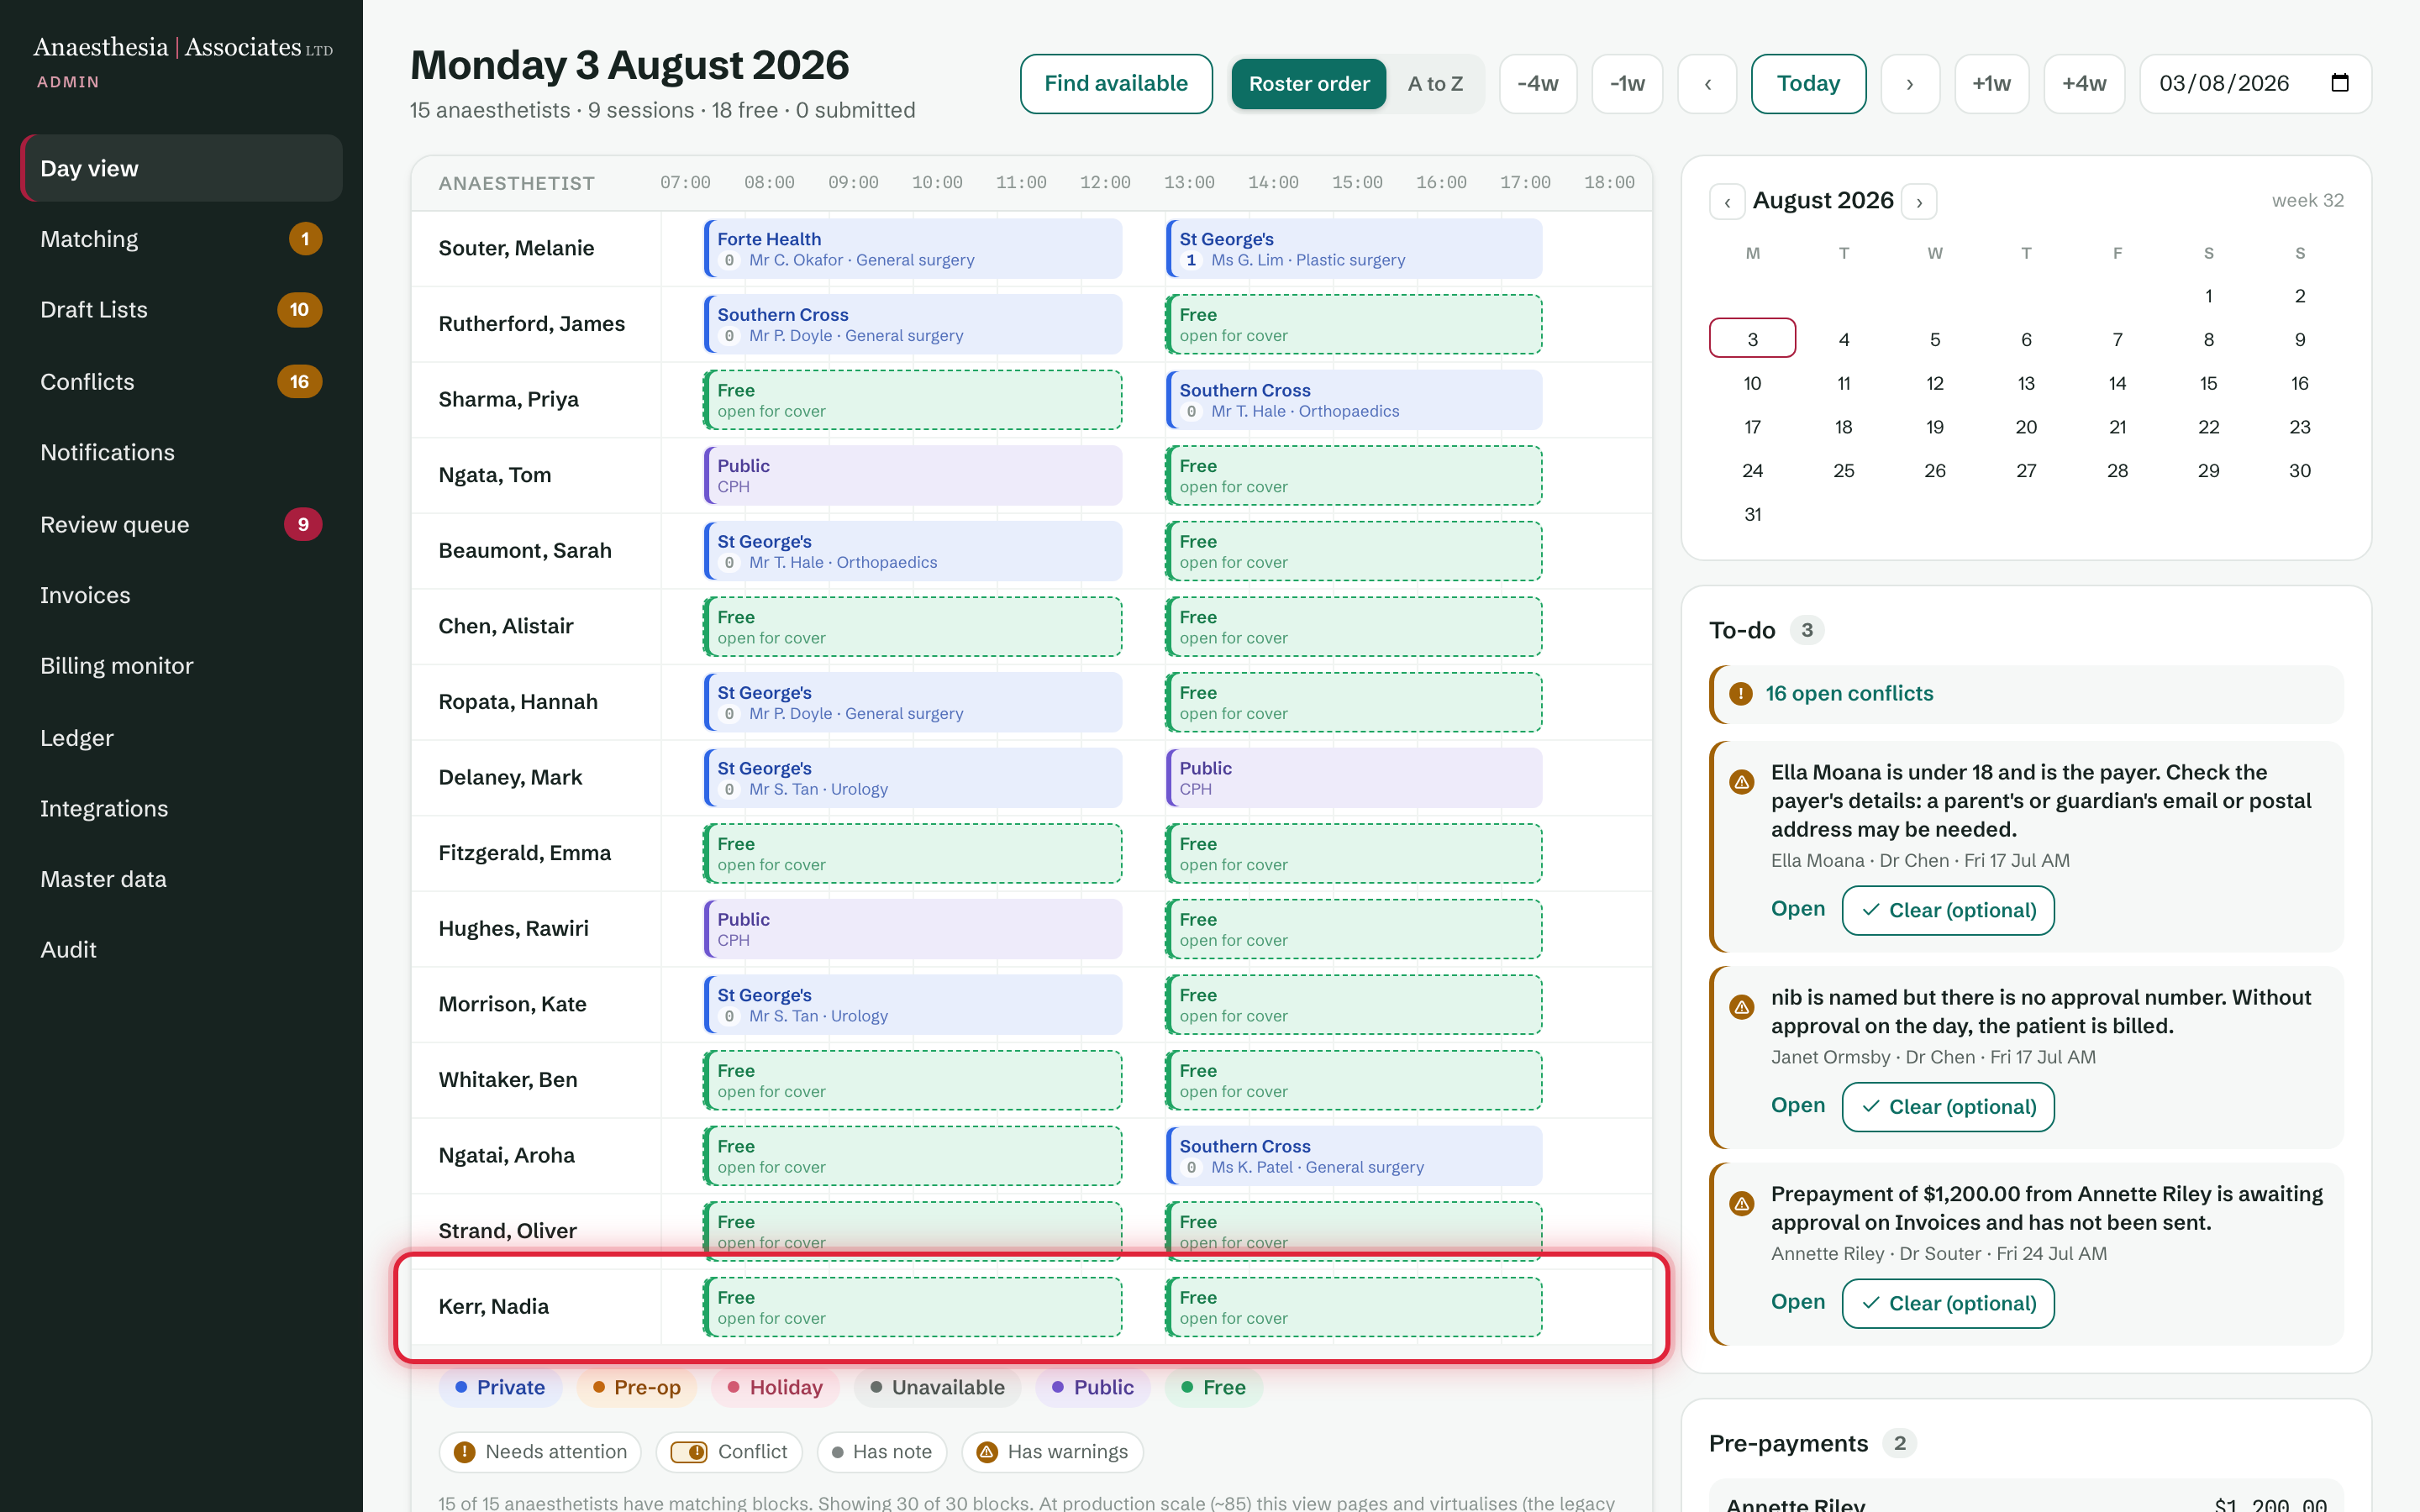 Anaesthesia | Associates LTD
ADMIN
Day view
Matching 1
Draft Lists 10
Conflicts 16
Notifications
Review queue 9
Invoices
Billing monitor
Ledger
Integrations
Master data
Audit
Monday 3 August 2026
15 anaesthetists · 9 sessions · 18 free · 0 submitted
Find available
Roster order
A to Z
-4w
-1w
‹
Today
›
+1w
+4w
03/08/2026
ANAESTHETIST 07:00 08:00 09:00 10:00 11:00 12:00 13:00 14:00 15:00 16:00 17:00 18:00
Souter, Melanie
Forte Health
0 Mr C. Okafor · General surgery
St George's
1 Ms G. Lim · Plastic surgery
Rutherford, James
Southern Cross
0 Mr P. Doyle · General surgery
Free
open for cover
Sharma, Priya
Free
open for cover
Southern Cross
0 Mr T. Hale · Orthopaedics
Ngata, Tom
Public
CPH
Free
open for cover
Beaumont, Sarah
St George's
0 Mr T. Hale · Orthopaedics
Free
open for cover
Chen, Alistair
Free
open for cover
Free
open for cover
Ropata, Hannah
St George's
0 Mr P. Doyle · General surgery
Free
open for cover
Delaney, Mark
St George's
0 Mr S. Tan · Urology
Public
CPH
Fitzgerald, Emma
Free
open for cover
Free
open for cover
Hughes, Rawiri
Public
CPH
Free
open for cover
Morrison, Kate
St George's
0 Mr S. Tan · Urology
Free
open for cover
Whitaker, Ben
Free
open for cover
Free
open for cover
Ngatai, Aroha
Free
open for cover
Southern Cross
0 Ms K. Patel · General surgery
Strand, Oliver
Free
open for cover
Free
open for cover
Kerr, Nadia
Free
open for cover
Free
open for cover
Private
Pre-op
Holiday
Unavailable
Public
Free
Needs attention
Conflict
Has note
Has warnings
15 of 15 anaesthetists have matching blocks. Showing 30 of 30 blocks. At production scale (~85) this view pages and virtualises (the legacy
‹ August 2026 › week 32
M T W T F S S
1 2
3 4 5 6 7 8 9
10 11 12 13 14 15 16
17 18 19 20 21 22 23
24 25 26 27 28 29 30
31
To-do 3
16 open conflicts
Ella Moana is under 18 and is the payer. Check the
payer's details: a parent's or guardian's email or postal
address may be needed.
Ella Moana · Dr Chen · Fri 17 Jul AM
Open ✓ Clear (optional)
nib is named but there is no approval number. Without
approval on the day, the patient is billed.
Janet Ormsby · Dr Chen · Fri 17 Jul AM
Open ✓ Clear (optional)
Prepayment of $1,200.00 from Annette Riley is awaiting
approval on Invoices and has not been sent.
Annette Riley · Dr Souter · Fri 24 Jul AM
Open ✓ Clear (optional)
Pre-payments 2
Annette Riley $1,200.00